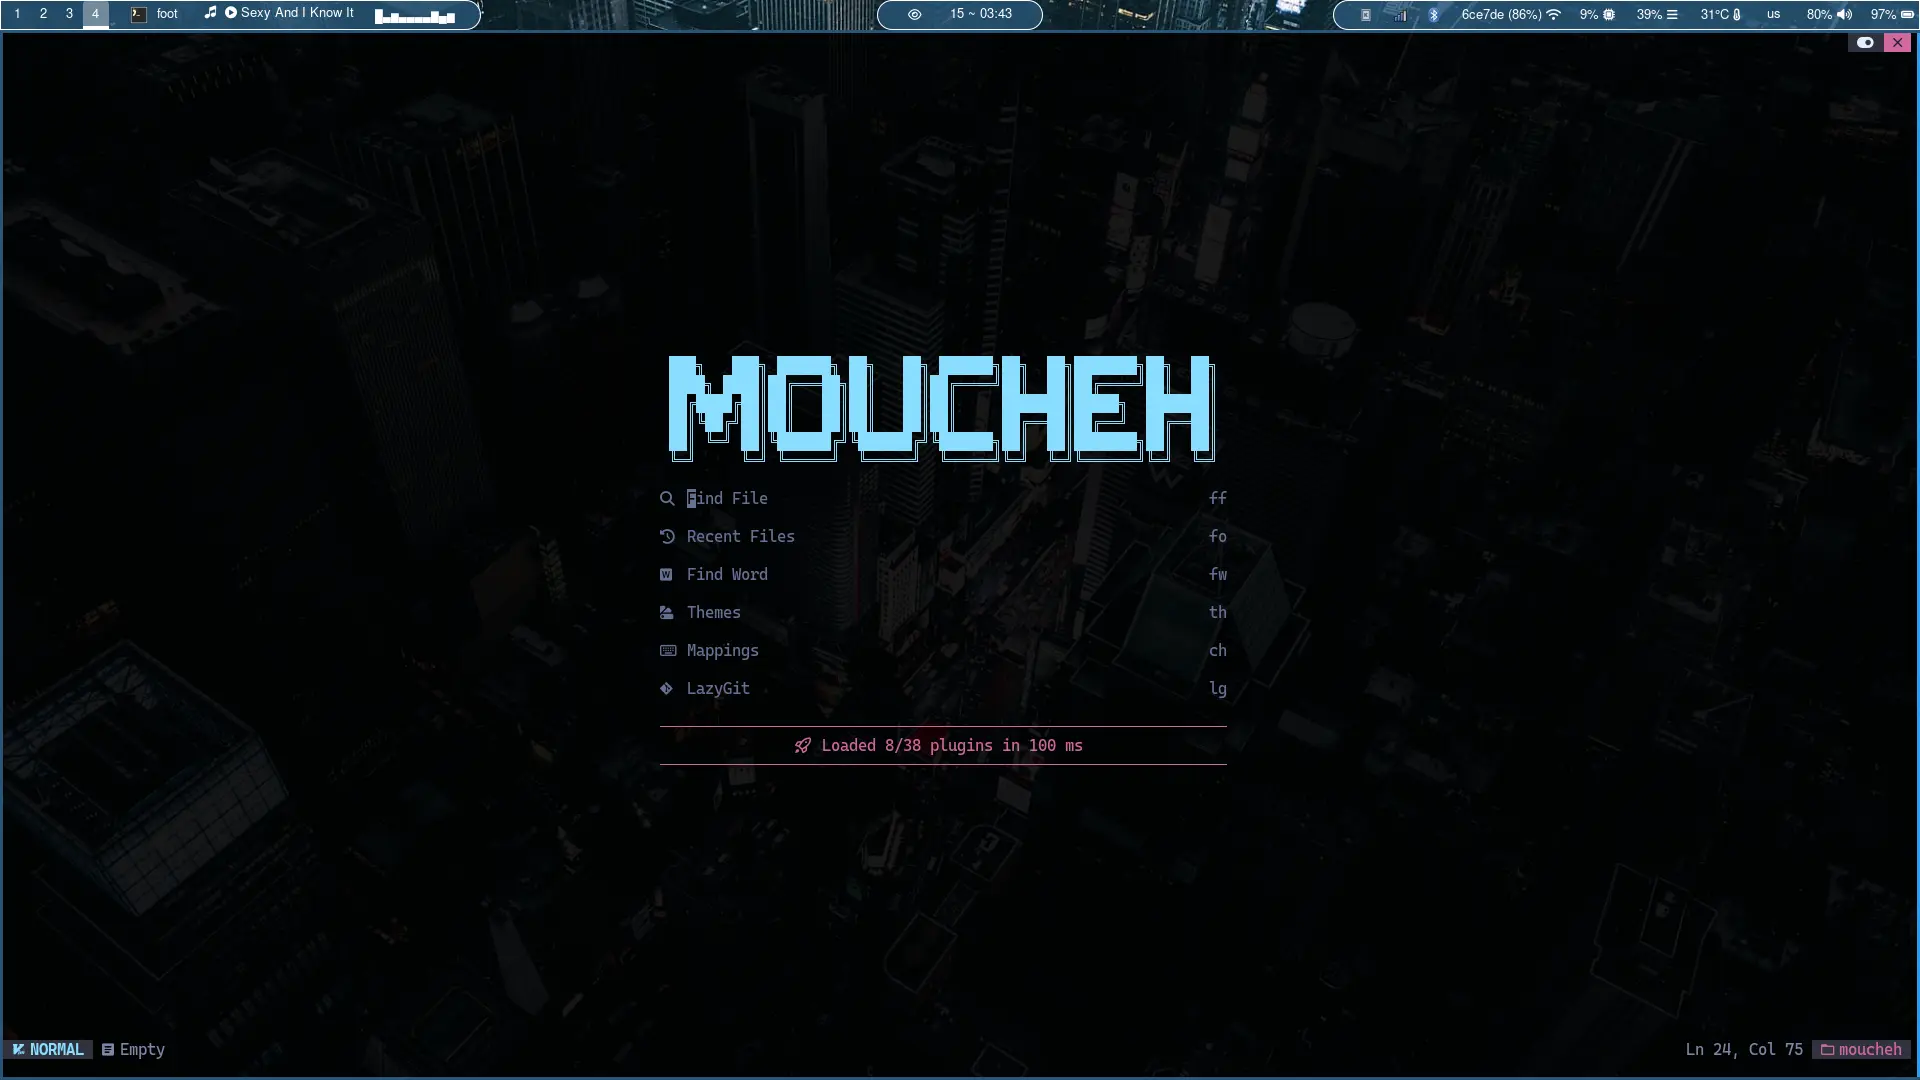 1 2 3 4 foot Sexy And I Know It
15 ~ 03:43
6ce7de (86%) 9% 39% 31°C us 80% 97%
MOUCHEH
Find File ff
Recent Files fo
Find Word fw
Themes th
Mappings ch
LazyGit lg
Loaded 8/38 plugins in 100 ms
NORMAL Empty
Ln 24, Col 75 moucheh